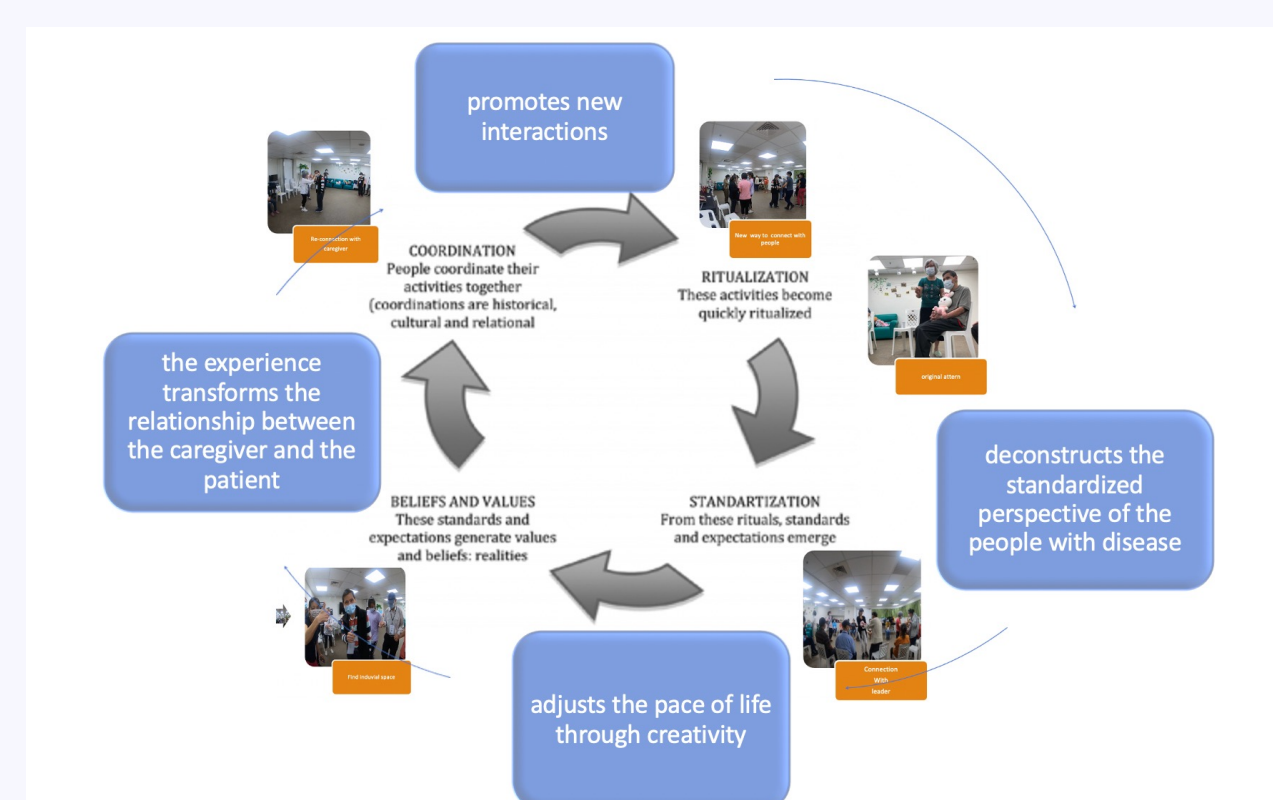 promotes new
interactions
Re-connection with
caregiver
New way to connect with
people
COORDINATION
People coordinate their
activities together
(coordinations are historical,
cultural and relational
RITUALIZATION
These activities become
quickly ritualized
original attern
the experience
transforms the
relationship between
the caregiver and the
patient
deconstructs the
standardized
perspective of the
people with disease
BELIEFS AND VALUES
These standards and
expectations generate values
and beliefs: realities
STANDARTIZATION
From these rituals, standards
and expectations emerge
Find induvial space
Connection
With
leader
adjusts the pace of life
through creativity